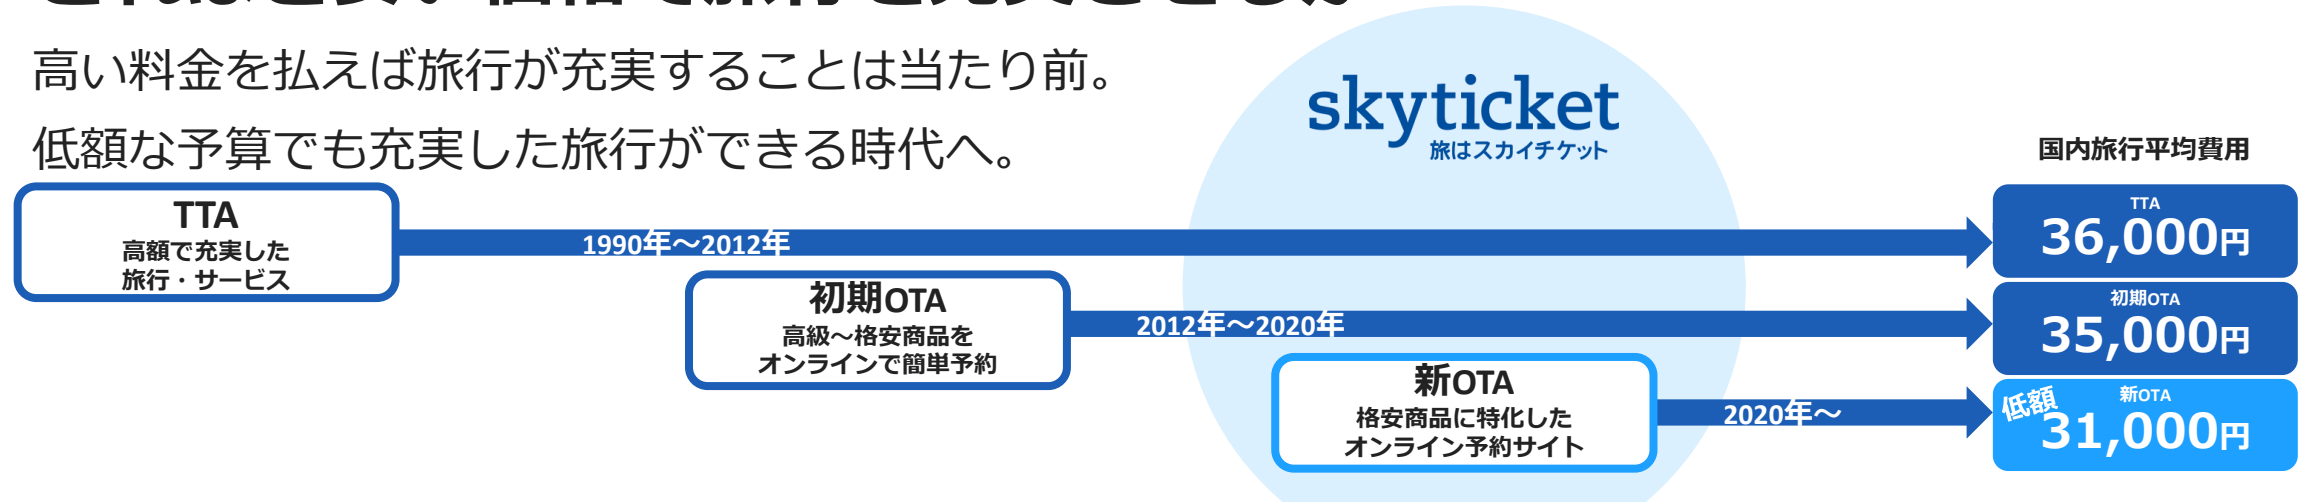 高い料金を払えば旅行が充実することは当たり前。
低額な予算でも充実した旅行ができる時代へ。
skyticket
旅はスカイチケット
国内旅行平均費用
TTA
高額で充実した
旅行・サービス
1990年～2012年
TTA
36,000円
初期OTA
高級～格安商品を
オンラインで簡単予約
2012年～2020年
初期OTA
35,000円
新OTA
格安商品に特化した
オンライン予約サイト
2020年～
低額
新OTA
31,000円